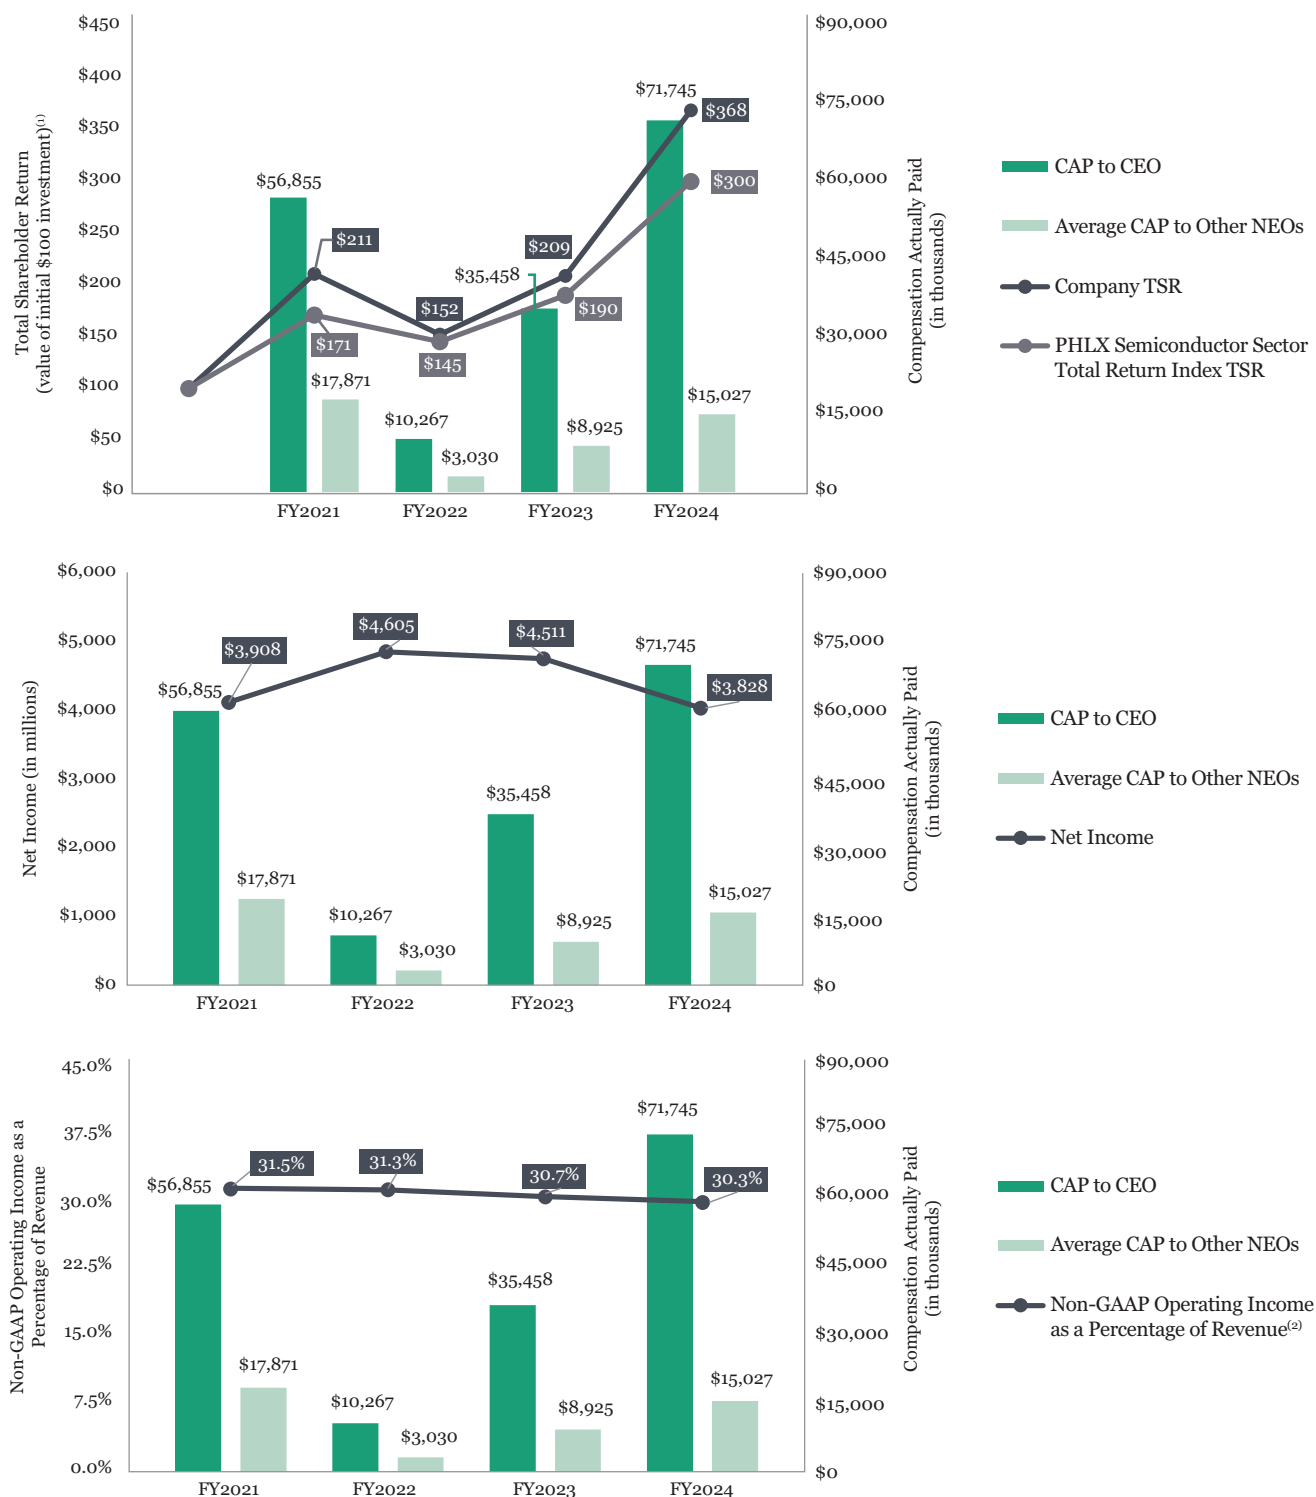 $450
$400
$350
$300
$250
$200
$150
$100
$50
$0
Total Shareholder Return
(value of initial $100 investment)(1)
$56,855
$211
$171
$17,871
$152
$145
$10,267
$3,030
$209
$35,458
$190
$8,925
$71,745
$368
$300
$15,027
FY2021
FY2022
FY2023
FY2024
$90,000
$75,000
$60,000
$45,000
$30,000
$15,000
$0
Compensation Actually Paid
(in thousands)
CAP to CEO
Average CAP to Other NEOs
Company TSR
PHLX Semiconductor Sector
Total Return Index TSR
$6,000
$5,000
$4,000
$3,000
$2,000
$1,000
$0
Net Income (in millions)
$56,855
$3,908
$17,871
$4,605
$10,267
$3,030
$4,511
$35,458
$8,925
$71,745
$3,828
$15,027
FY2021
FY2022
FY2023
FY2024
$90,000
$75,000
$60,000
$45,000
$30,000
$15,000
$0
Compensation Actually Paid
(in thousands)
CAP to CEO
Average CAP to Other NEOs
Net Income
45.0%
37.5%
30.0%
22.5%
15.0%
7.5%
0.0%
Non-GAAP Operating Income as a
Percentage of Revenue
$56,855
31.5%
$17,871
31.3%
$10,267
$3,030
30.7%
$35,458
$8,925
$71,745
30.3%
$15,027
FY2021
FY2022
FY2023
FY2024
$90,000
$75,000
$60,000
$45,000
$30,000
$15,000
$0
Compensation Actually Paid
(in thousands)
CAP to CEO
Average CAP to Other NEOs
Non-GAAP Operating Income
as a Percentage of Revenue(2)